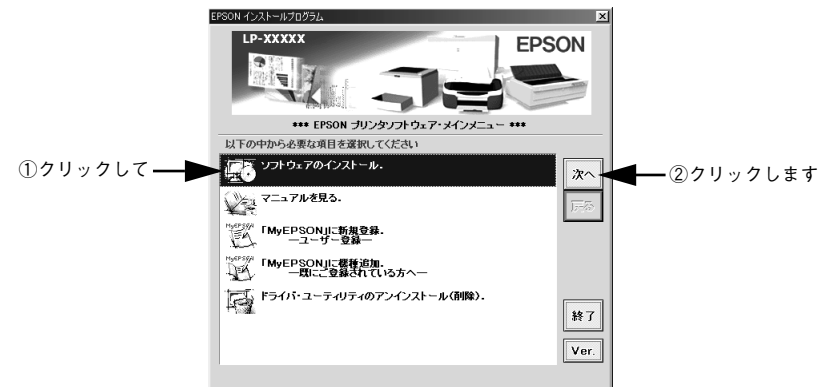 EPSON インストールプログラム
LP-XXXXX
EPSON
*** EPSON プリンタソフトウェア・メインメニュー ***
以下の中から必要な項目を選択してください
①クリックして
ソフトウェアのインストール.
次へ
②クリックします
マニュアルを見る.
戻る
MyEPSON
「MyEPSON」に新規登録.
―ユーザー登録―
MyEPSON
「MyEPSON」に機種追加.
―既にご登録されている方へ―
ドライバ・ユーティリティのアンインストール(削除).
終了
Ver.